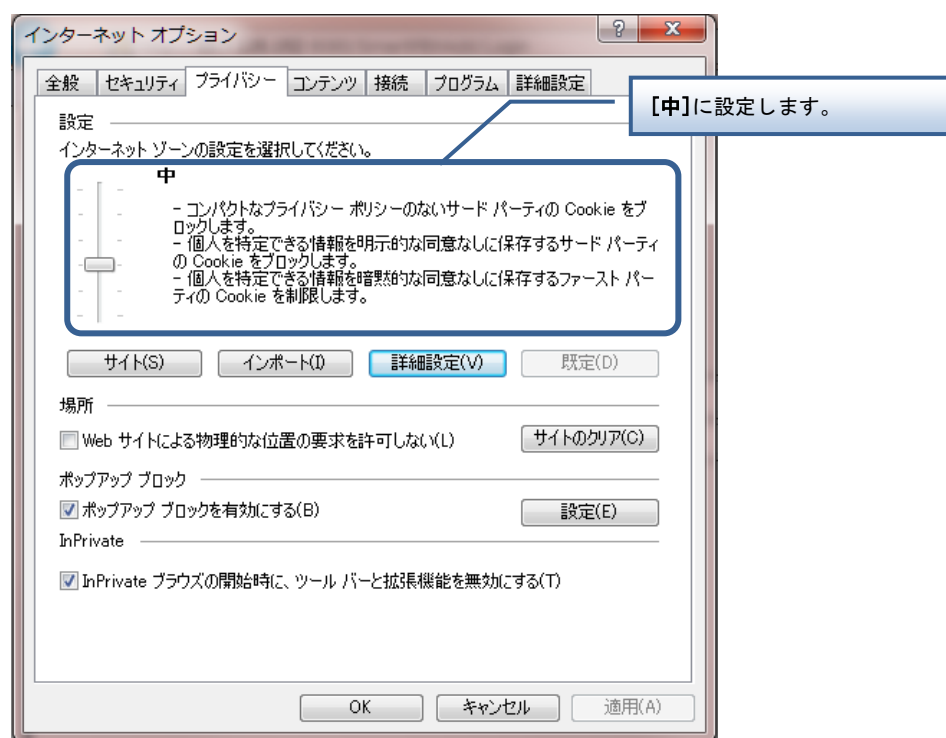 インターネット オプション
全般 セキュリティ プライバシー コンテンツ 接続 プログラム 詳細設定
[中]に設定します。
設定
インターネット ゾーンの設定を選択してください。
中
- コンパクトなプライバシー ポリシーのないサード パーティの Cookie をブ
ロックします。
- 個人を特定できる情報を明示的な同意なしに保存するサード パーティ
の Cookie をブロックします。
- 個人を特定できる情報を暗黙的な同意なしに保存するファースト パー
ティの Cookie を制限します。
サイト(S) インポート(I) 詳細設定(V) 既定(D)
場所
Web サイトによる物理的な位置の要求を許可しない(L) サイトのクリア(C)
ポップアップ ブロック
ポップアップ ブロックを有効にする(B) 設定(E)
InPrivate
InPrivate ブラウズの開始時に、ツール バーと拡張機能を無効にする(T)
OK キャンセル 適用(A)